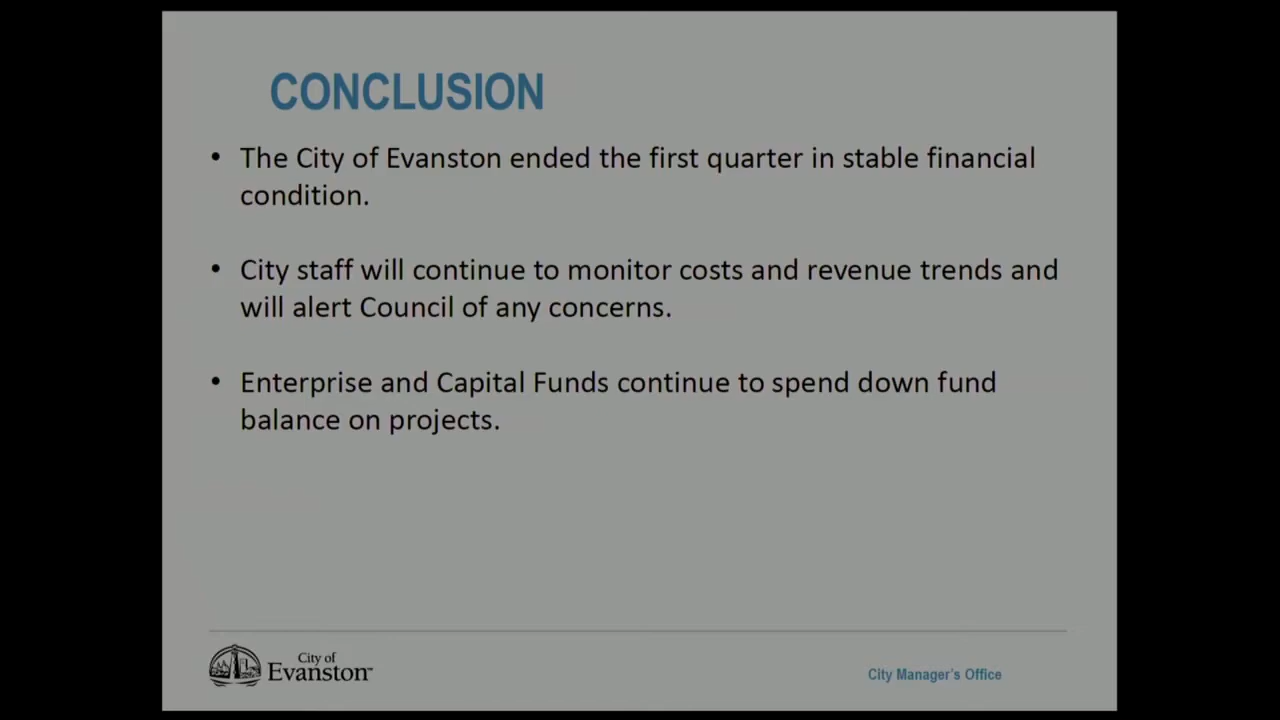 CONCLUSION
• The City of Evanston ended the first quarter in stable financial
condition.
• City staff will continue to monitor costs and revenue trends and
will alert Council of any concerns.
• Enterprise and Capital Funds continue to spend down fund
balance on projects.
City of
Evanston™
City Manager's Office